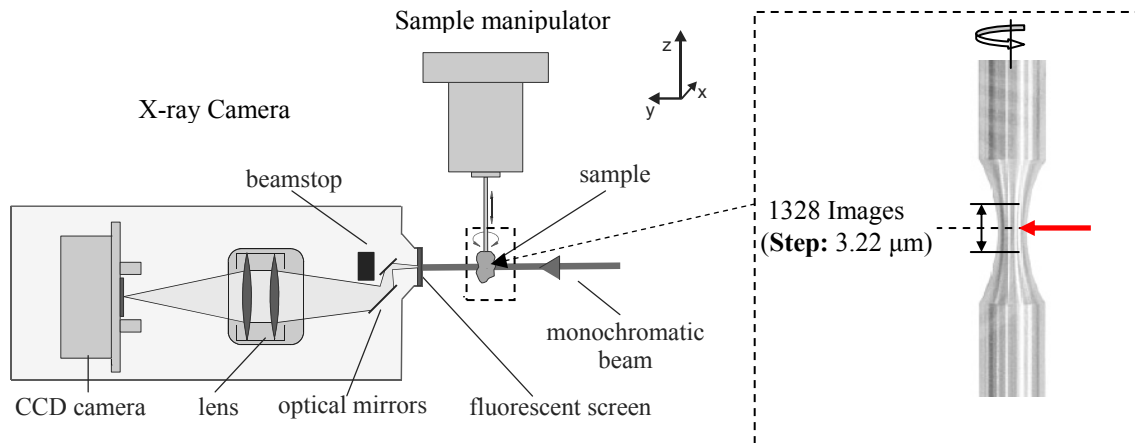 Sample manipulator
z
x
y
X-ray Camera
beamstop
sample
1328 Images
(Step: 3.22 µm)
monochromatic
beam
CCD camera
lens
optical mirrors
fluorescent screen